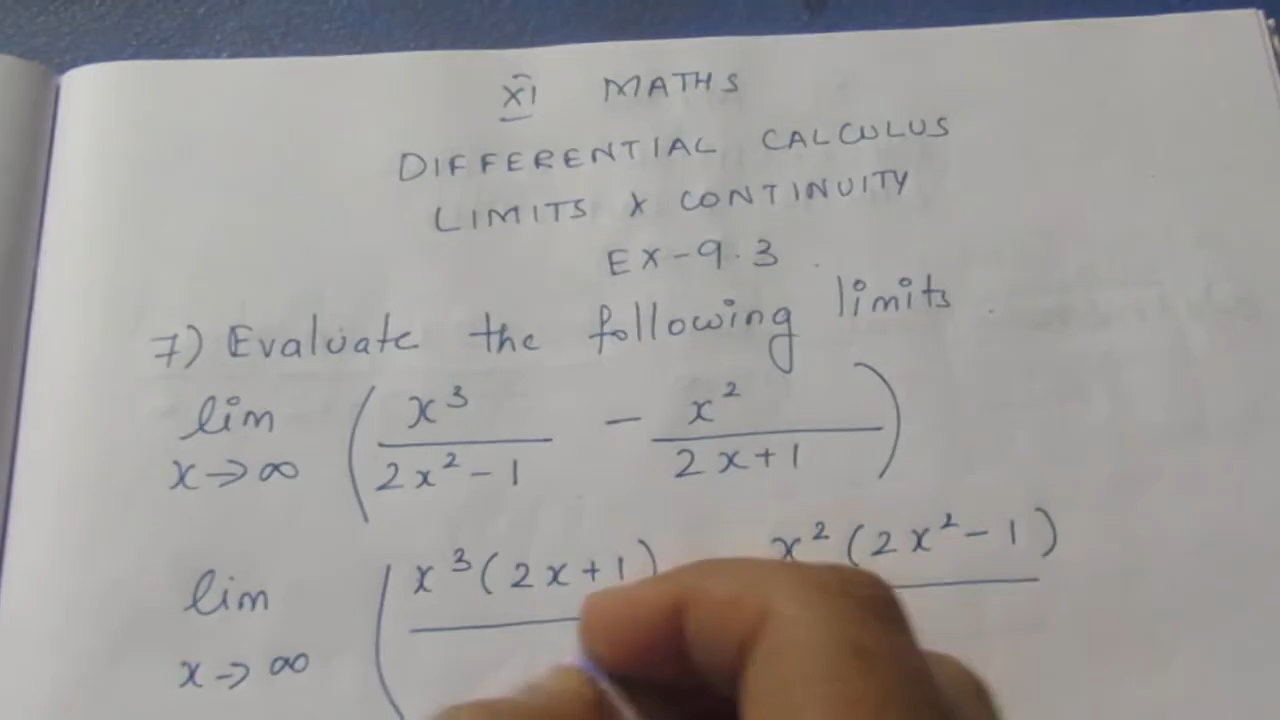 XI MATHS
DIFFERENTIAL CALCULUS
LIMITS x CONTINUITY
EX-9.3
7) Evaluate the following limits.
lim x→∞ ( x³/(2x²-1) - x²/(2x+1) )
lim x→∞ ( x³(2x+1) x²(2x²-1)